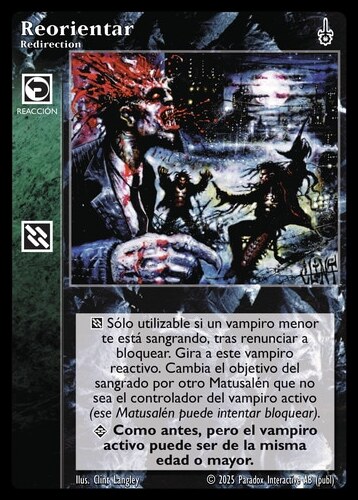 Reorientar
Redirection
REACCIÓN
CLINT
Sólo utilizable si un vampiro menor
te está sangrando, tras renunciar a
bloquear. Gira a este vampiro
reactivo. Cambia el objetivo del
sangrado por otro Matusalén que no
sea el controlador del vampiro activo
(ese Matusalén puede intentar bloquear).
Como antes, pero el vampiro
activo puede ser de la misma
edad o mayor.
Illus. Clint Langley
© 2025 Paradox Interactive AB (publ)